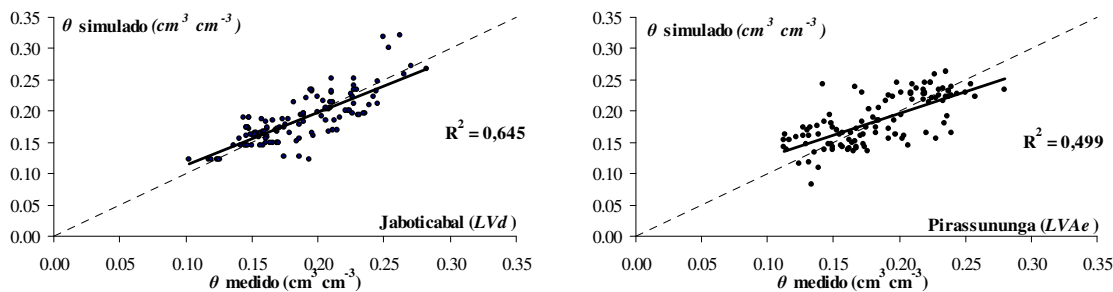 0.35
0.30
0.25
0.20
0.15
0.10
0.05
0.00
θ simulado (cm³ cm⁻³)
R² = 0,645
Jaboticabal (LVd)
0.00 0.05 0.10 0.15 0.20 0.25 0.30 0.35
θ medido (cm³ cm⁻³)
0.35
0.30
0.25
0.20
0.15
0.10
0.05
0.00
θ simulado (cm³ cm⁻³)
R² = 0,499
Pirassununga (LVAe)
0.00 0.05 0.10 0.15 0.20 0.25 0.30 0.35
θ medido (cm³ cm⁻³)